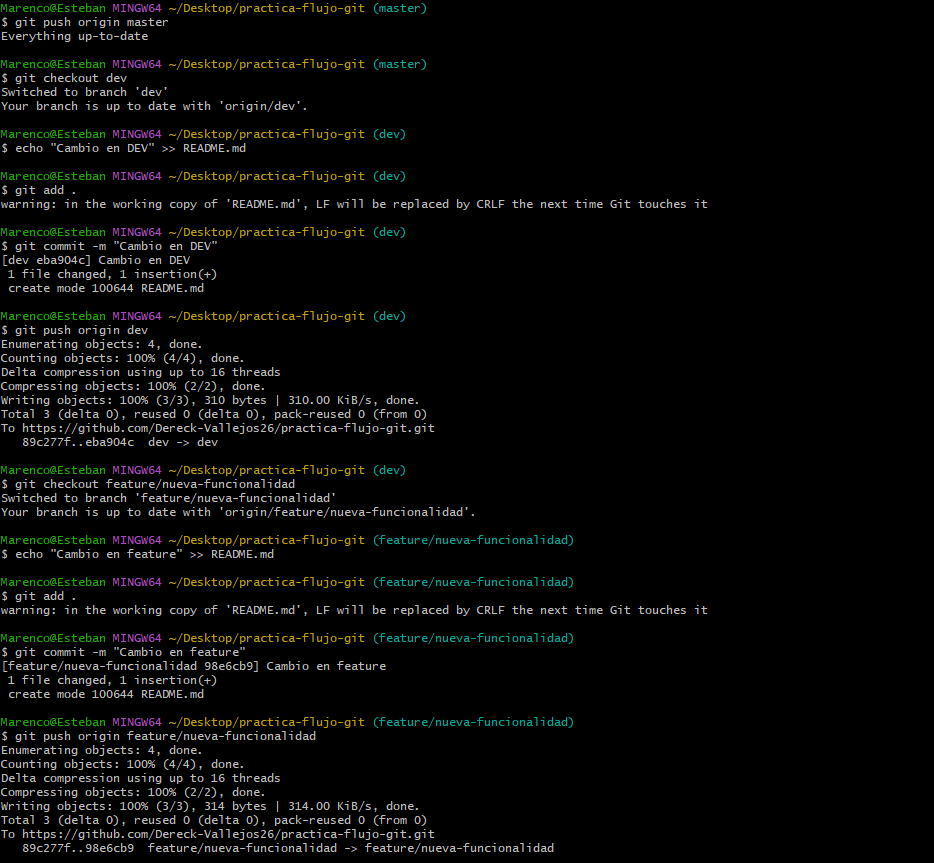 Marenco@Esteban MINGW64 ~/Desktop/practica-flujo-git (master)
$ git push origin master
Everything up-to-date
Marenco@Esteban MINGW64 ~/Desktop/practica-flujo-git (master)
$ git checkout dev
Switched to branch 'dev'
Your branch is up to date with 'origin/dev'.
Marenco@Esteban MINGW64 ~/Desktop/practica-flujo-git (dev)
$ echo "Cambio en DEV" >> README.md
Marenco@Esteban MINGW64 ~/Desktop/practica-flujo-git (dev)
$ git add .
warning: in the working copy of 'README.md', LF will be replaced by CRLF the next time Git touches it
Marenco@Esteban MINGW64 ~/Desktop/practica-flujo-git (dev)
$ git commit -m "Cambio en DEV"
[dev eba904c] Cambio en DEV
 1 file changed, 1 insertion(+)
 create mode 100644 README.md
Marenco@Esteban MINGW64 ~/Desktop/practica-flujo-git (dev)
$ git push origin dev
Enumerating objects: 4, done.
Counting objects: 100% (4/4), done.
Delta compression using up to 16 threads
Compressing objects: 100% (2/2), done.
Writing objects: 100% (3/3), 310 bytes | 310.00 KiB/s, done.
Total 3 (delta 0), reused 0 (delta 0), pack-reused 0 (from 0)
To https://github.com/Dereck-Vallejos26/practica-flujo-git.git
   89c277f..eba904c  dev -> dev
Marenco@Esteban MINGW64 ~/Desktop/practica-flujo-git (dev)
$ git checkout feature/nueva-funcionalidad
Switched to branch 'feature/nueva-funcionalidad'
Your branch is up to date with 'origin/feature/nueva-funcionalidad'.
Marenco@Esteban MINGW64 ~/Desktop/practica-flujo-git (feature/nueva-funcionalidad)
$ echo "Cambio en feature" >> README.md
Marenco@Esteban MINGW64 ~/Desktop/practica-flujo-git (feature/nueva-funcionalidad)
$ git add .
warning: in the working copy of 'README.md', LF will be replaced by CRLF the next time Git touches it
Marenco@Esteban MINGW64 ~/Desktop/practica-flujo-git (feature/nueva-funcionalidad)
$ git commit -m "Cambio en feature"
[feature/nueva-funcionalidad 98e6cb9] Cambio en feature
 1 file changed, 1 insertion(+)
 create mode 100644 README.md
Marenco@Esteban MINGW64 ~/Desktop/practica-flujo-git (feature/nueva-funcionalidad)
$ git push origin feature/nueva-funcionalidad
Enumerating objects: 4, done.
Counting objects: 100% (4/4), done.
Delta compression using up to 16 threads
Compressing objects: 100% (2/2), done.
Writing objects: 100% (3/3), 314 bytes | 314.00 KiB/s, done.
Total 3 (delta 0), reused 0 (delta 0), pack-reused 0 (from 0)
To https://github.com/Dereck-Vallejos26/practica-flujo-git.git
   89c277f..98e6cb9  feature/nueva-funcionalidad -> feature/nueva-funcionalidad